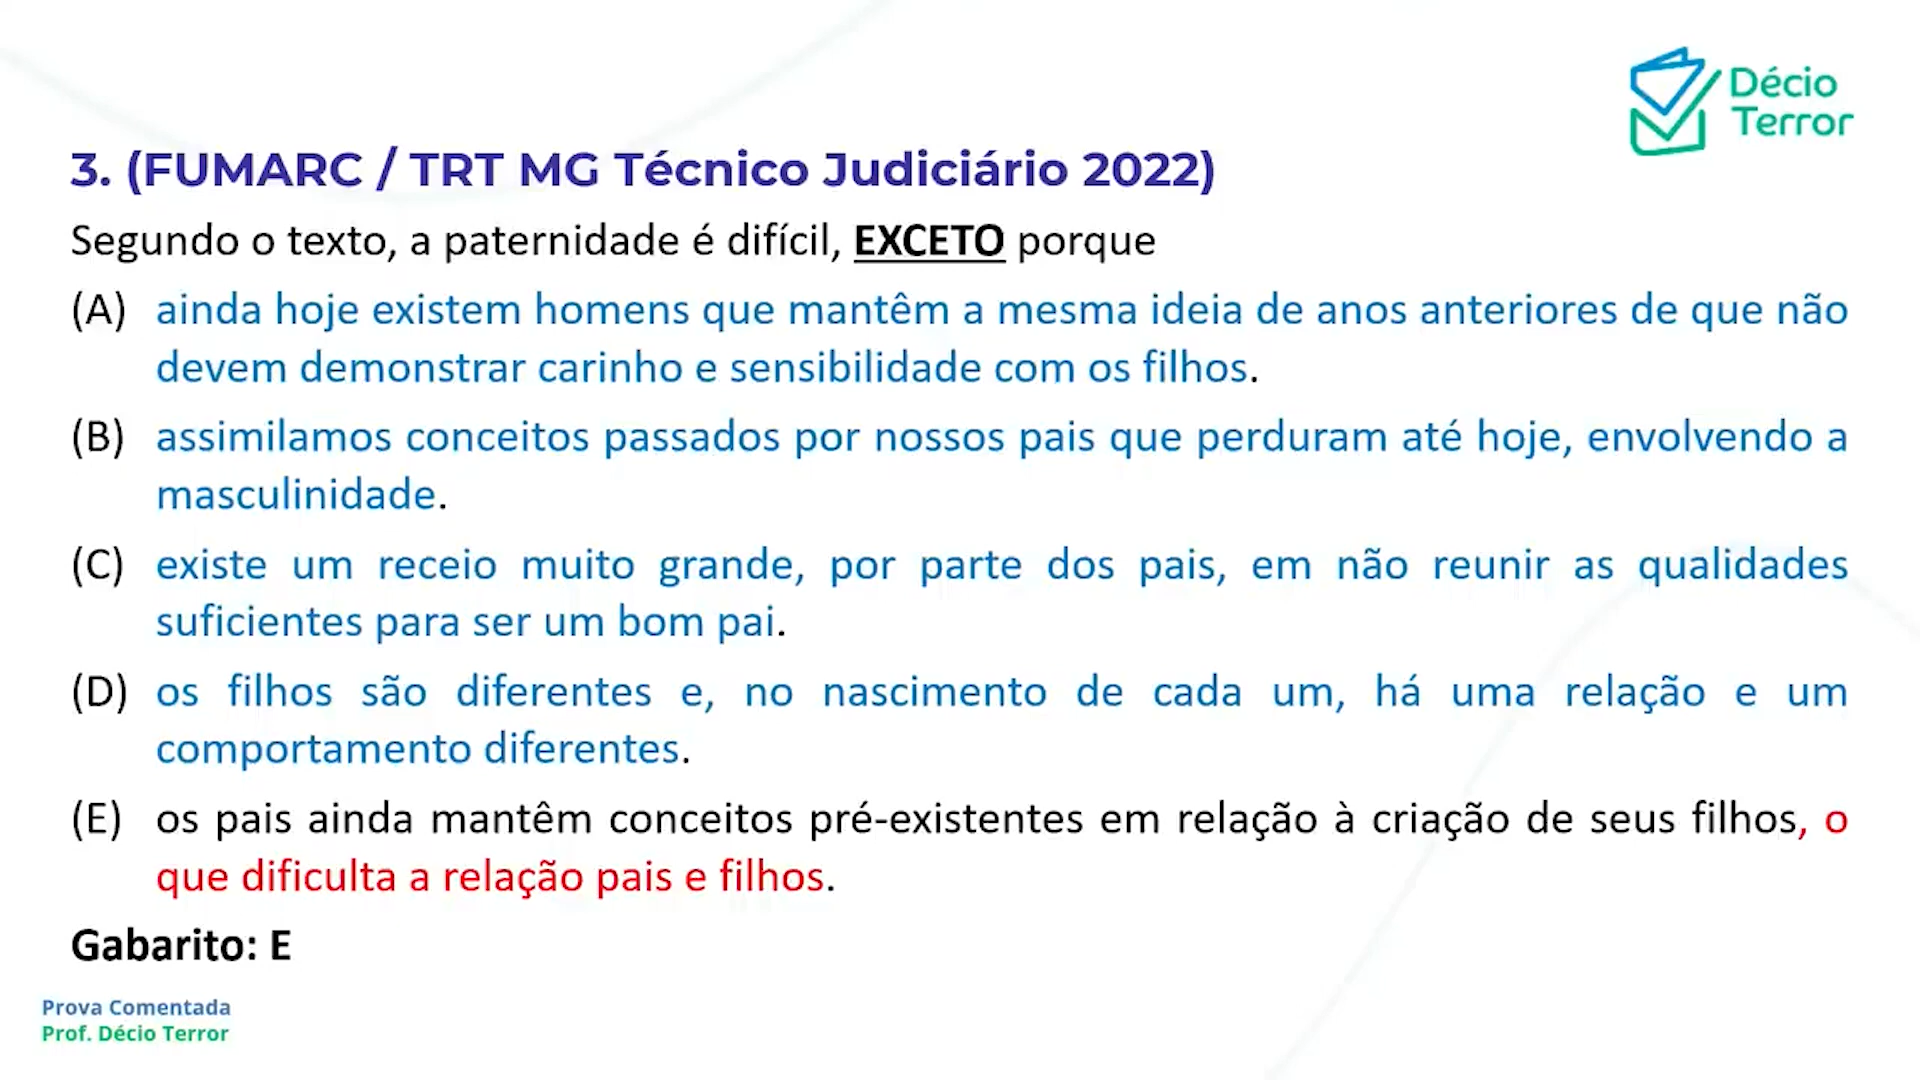 Décio
Terror
3. (FUMARC / TRT MG Técnico Judiciário 2022)
Segundo o texto, a paternidade é difícil, EXCETO porque
(A) ainda hoje existem homens que mantêm a mesma ideia de anos anteriores de que não
devem demonstrar carinho e sensibilidade com os filhos.
(B) assimilamos conceitos passados por nossos pais que perduram até hoje, envolvendo a
masculinidade.
(C) existe um receio muito grande, por parte dos pais, em não reunir as qualidades
suficientes para ser um bom pai.
(D) os filhos são diferentes e, no nascimento de cada um, há uma relação e um
comportamento diferentes.
(E) os pais ainda mantêm conceitos pré-existentes em relação à criação de seus filhos, o
que dificulta a relação pais e filhos.
Gabarito: E
Prova Comentada
Prof. Décio Terror